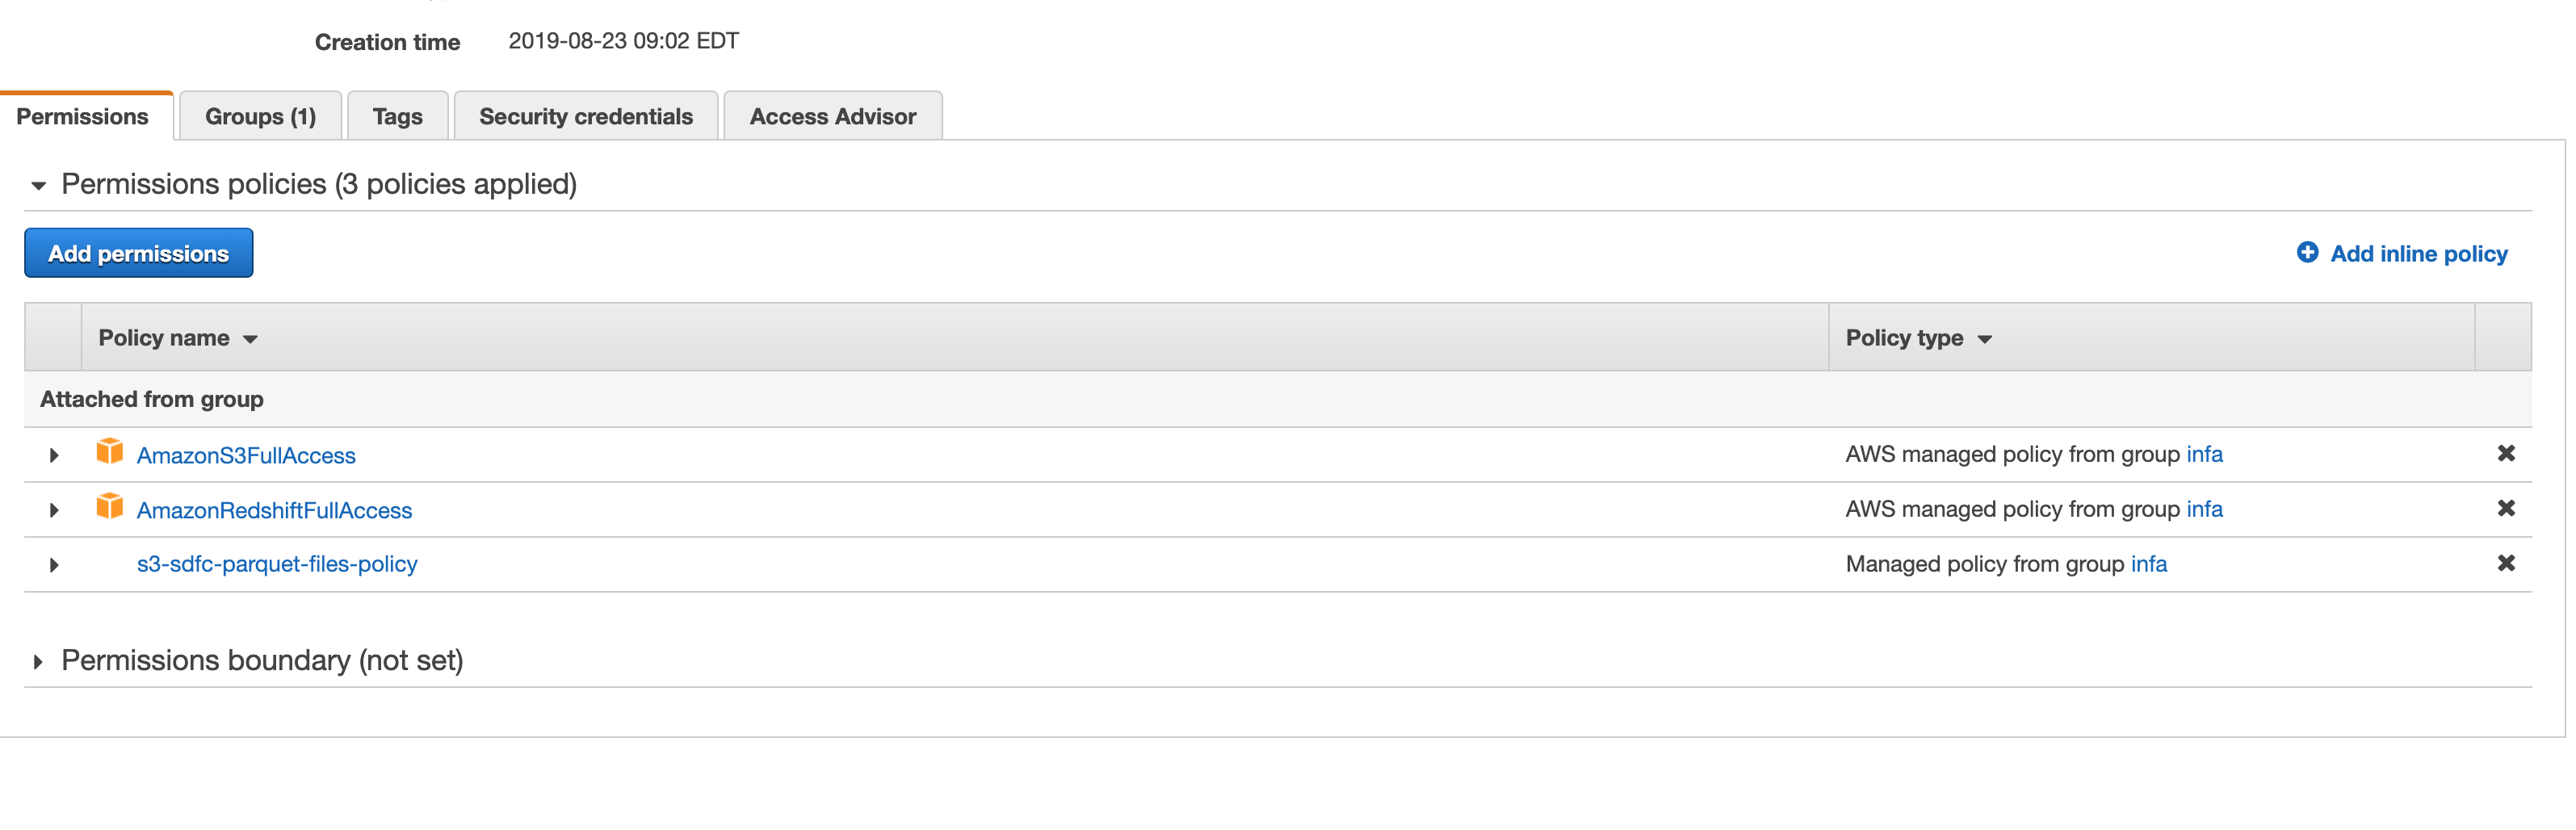 Creation time 2019-08-23 09:02 EDT
Permissions Groups (1) Tags Security credentials Access Advisor
Permissions policies (3 policies applied)
Add permissions Add inline policy
Policy name Policy type
Attached from group
AmazonS3FullAccess AWS managed policy from group infa
AmazonRedshiftFullAccess AWS managed policy from group infa
s3-sdfc-parquet-files-policy Managed policy from group infa
Permissions boundary (not set)